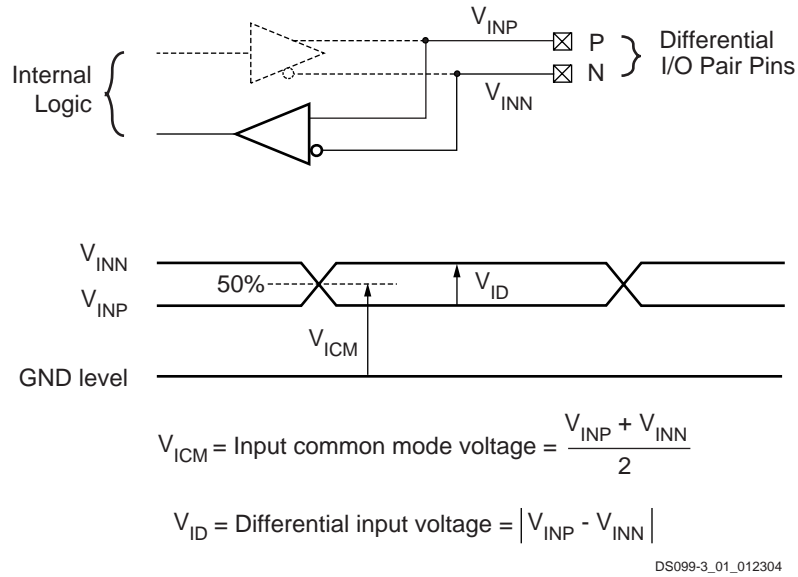 V_INP
P
Differential
I/O Pair Pins
N
Internal
Logic
V_INN
V_INN
50%
V_ID
V_INP
V_ICM
GND level
V_ICM = Input common mode voltage = (V_INP + V_INN) / 2
V_ID = Differential input voltage = |V_INP - V_INN|
DS099-3_01_012304